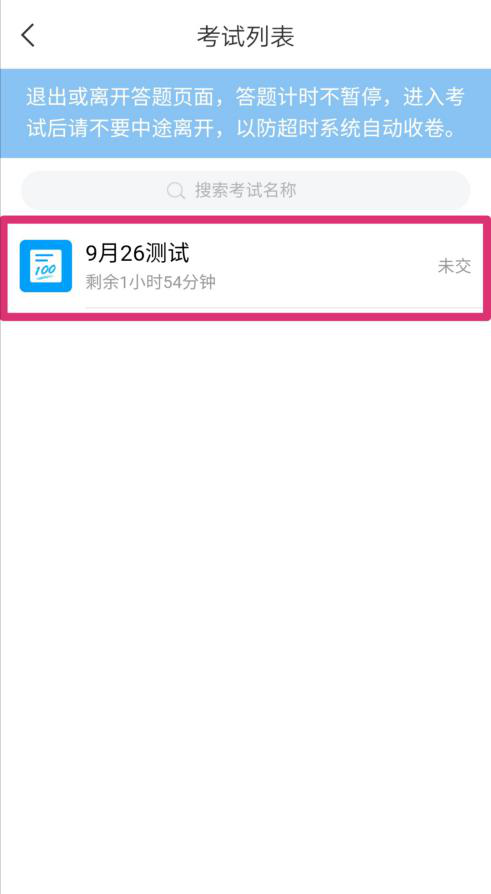 考试列表
退出或离开答题页面，答题计时不暂停，进入考
试后请不要中途离开，以防超时系统自动收卷。
搜索考试名称
100
9月26测试
未交
剩余1小时54分钟